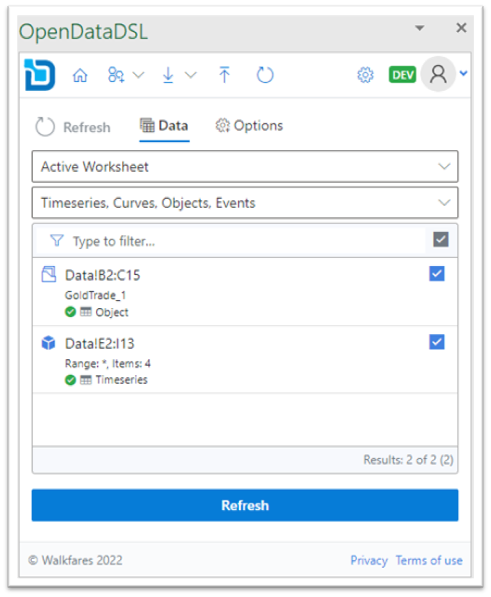 OpenDataDSL
DEV
Refresh Data Options
Active Worksheet
Timeseries, Curves, Objects, Events
Type to filter...
Data!B2:C15
GoldTrade_1
Object
Data!E2:I13
Range: *, Items: 4
Timeseries
Results: 2 of 2 (2)
Refresh
© Walkfares 2022 Privacy Terms of use